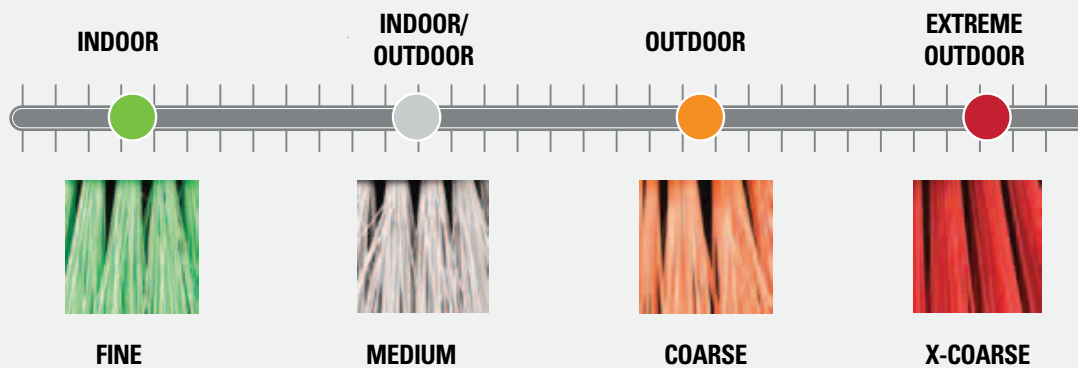 INDOOR
INDOOR/
OUTDOOR
OUTDOOR
EXTREME
OUTDOOR
FINE
MEDIUM
COARSE
X-COARSE